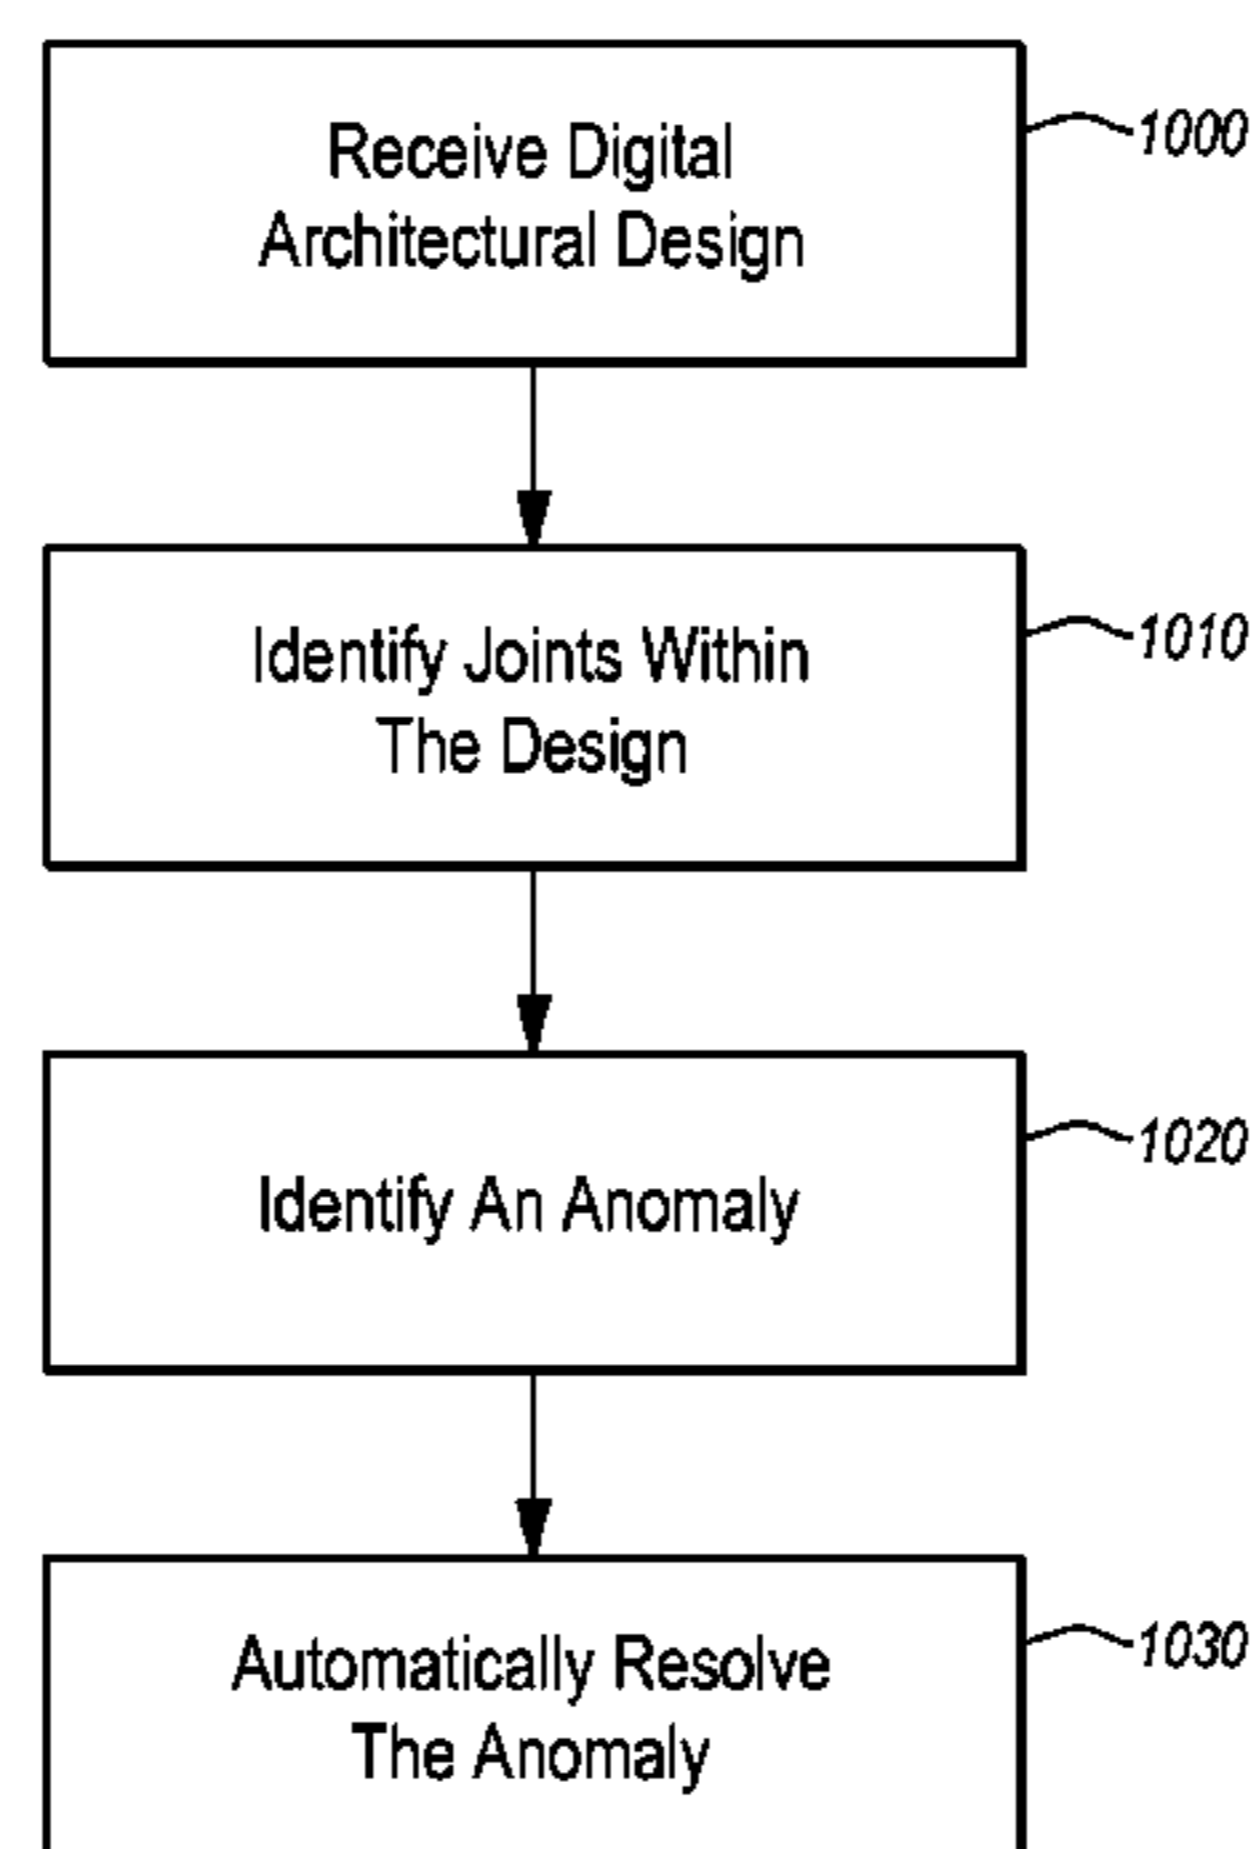 Receive Digital
Architectural Design
1000
Identify Joints Within
The Design
1010
Identify An Anomaly
1020
Automatically Resolve
The Anomaly
1030